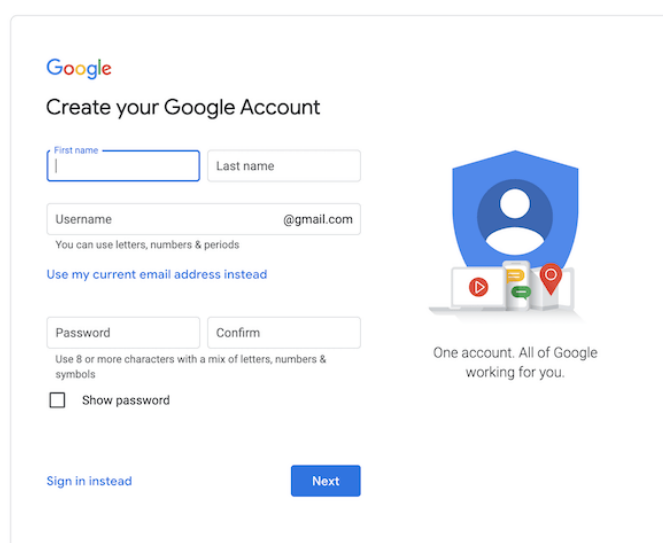 Google
Create your Google Account
First name
Last name
Username @gmail.com
You can use letters, numbers & periods
Use my current email address instead
Password
Confirm
Use 8 or more characters with a mix of letters, numbers &
symbols
Show password
Sign in instead
Next
One account. All of Google
working for you.